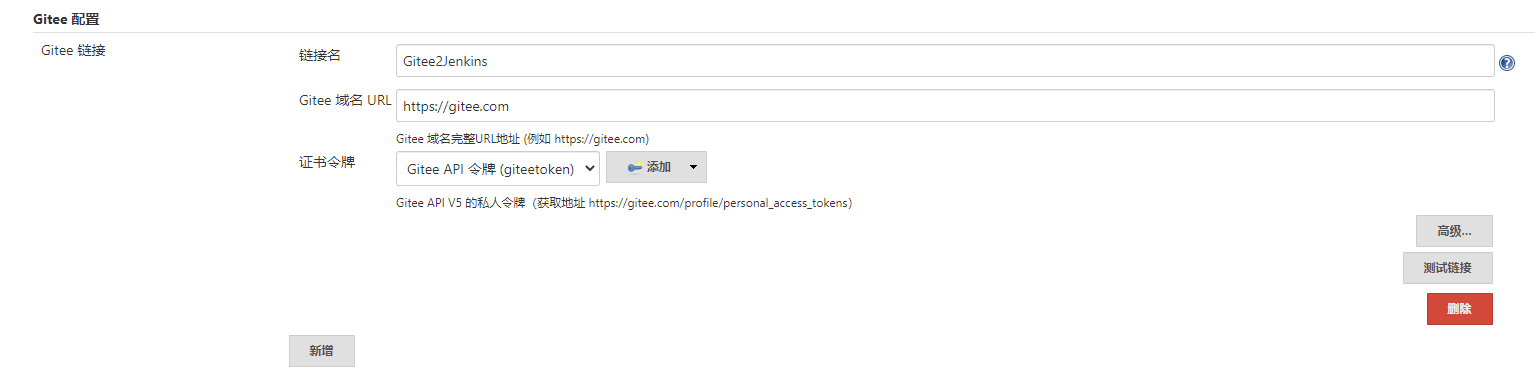 Gitee 配置
Gitee 链接
链接名
Gitee2Jenkins
?
Gitee 域名 URL
https://gitee.com
Gitee 域名完整URL地址 (例如 https://gitee.com)
证书令牌
Gitee API 令牌 (giteetoken)
添加
Gitee API V5 的私人令牌（获取地址 https://gitee.com/profile/personal_access_tokens）
高级...
测试链接
删除
新增